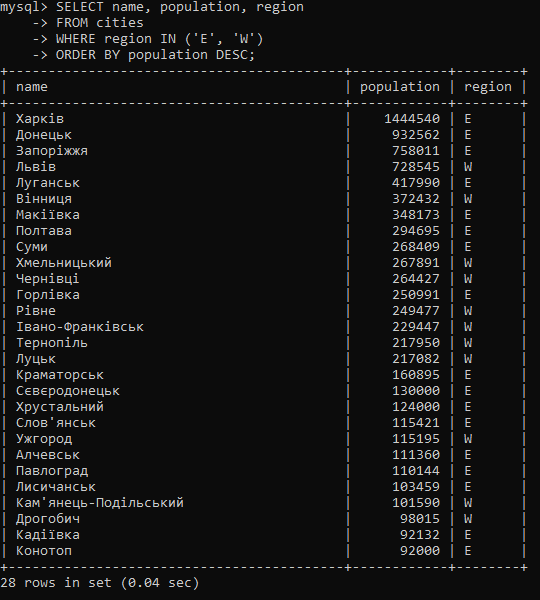 mysql> SELECT name, population, region
-> FROM cities
-> WHERE region IN ('E', 'W')
-> ORDER BY population DESC;
+------------------------------------------+------------+--------+
| name | population | region |
+------------------------------------------+------------+--------+
| Харків | 1444540 | E |
| Донецьк | 932562 | E |
| Запоріжжя | 758011 | E |
| Львів | 728545 | W |
| Луганськ | 417990 | E |
| Вінниця | 372432 | W |
| Макіївка | 348173 | E |
| Полтава | 294695 | E |
| Суми | 268409 | E |
| Хмельницький | 267891 | W |
| Чернівці | 264427 | W |
| Горлівка | 250991 | E |
| Рівне | 249477 | W |
| Івано-Франківськ | 229447 | W |
| Тернопіль | 217950 | W |
| Луцьк | 217082 | W |
| Краматорськ | 160895 | E |
| Сєвєродонецьк | 130000 | E |
| Хрустальний | 124000 | E |
| Слов'янськ | 115421 | E |
| Ужгород | 115195 | W |
| Алчевськ | 111360 | E |
| Павлоград | 110144 | E |
| Лисичанськ | 103459 | E |
| Кам'янець-Подільський | 101590 | W |
| Дрогобич | 98015 | W |
| Кадіївка | 92132 | E |
| Конотоп | 92000 | E |
+------------------------------------------+------------+--------+
28 rows in set (0.04 sec)